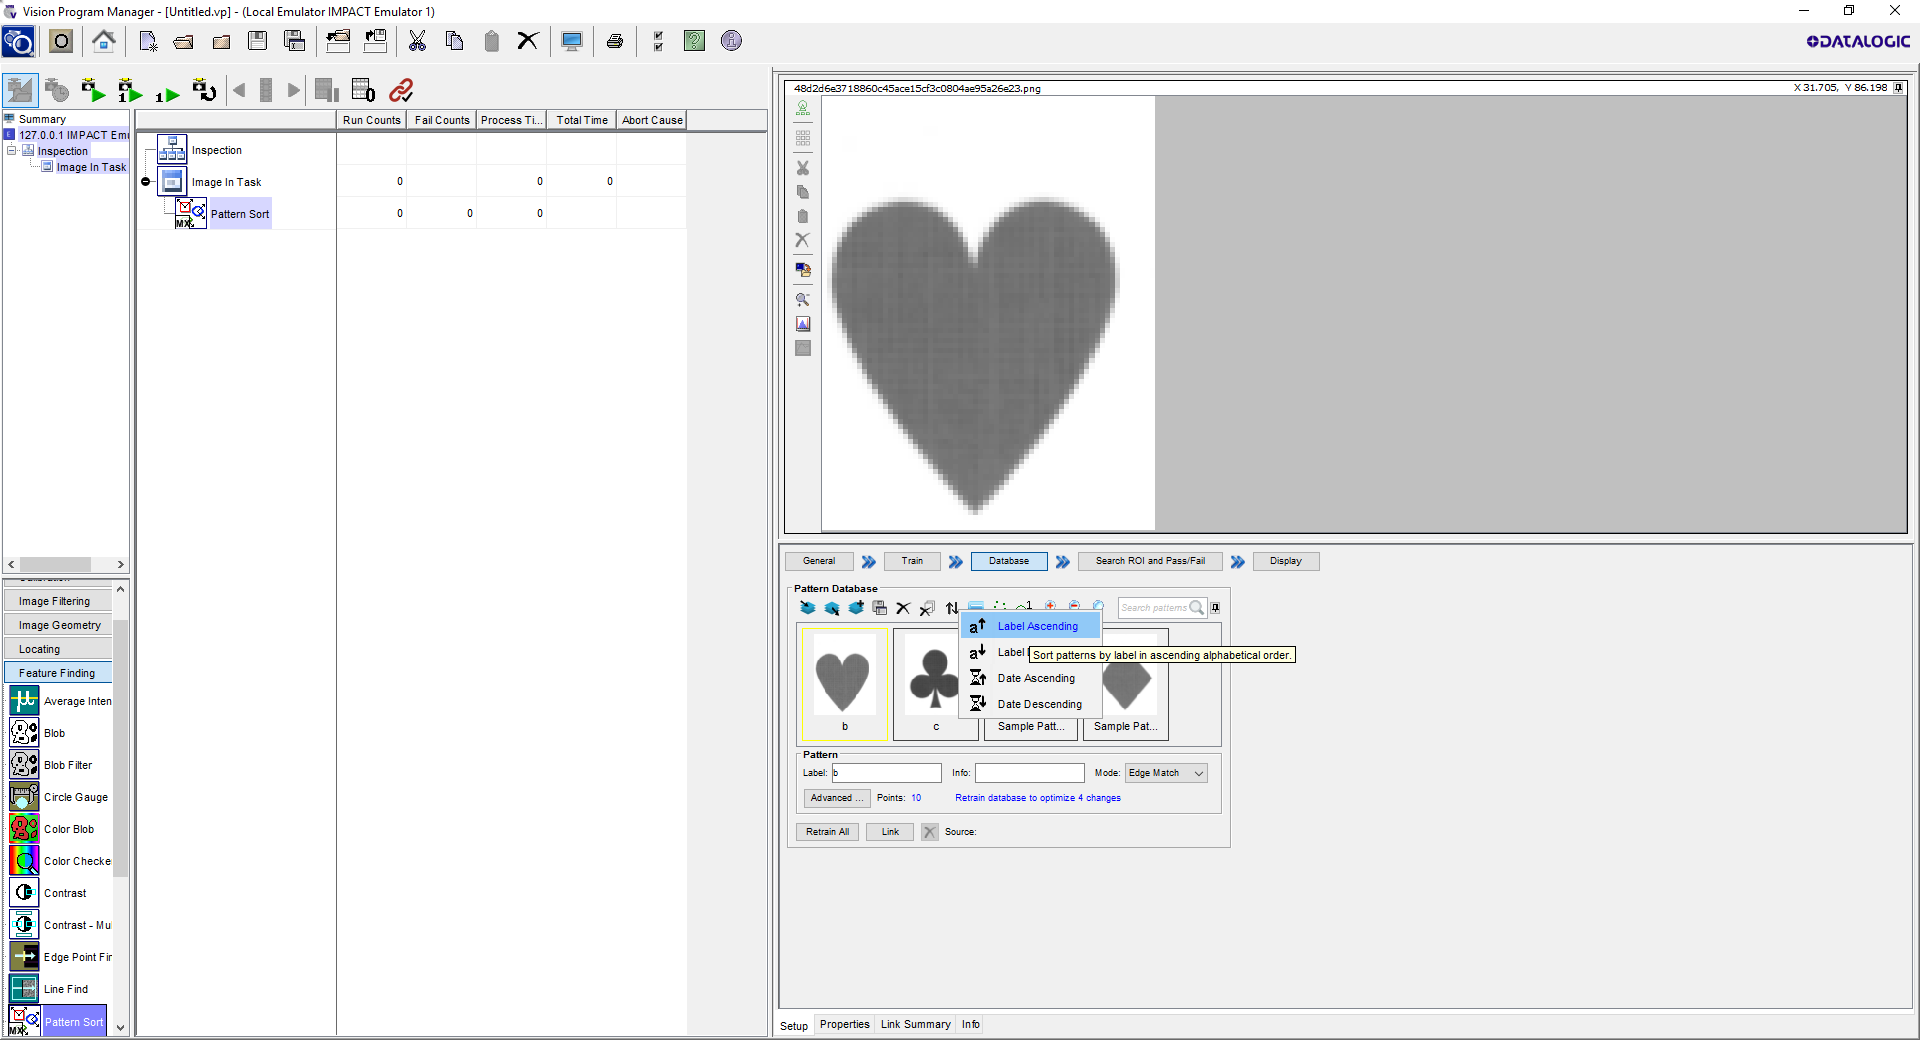 Vision Program Manager - [Untitled.vp] - (Local Emulator IMPACT Emulator 1)
DATALOGIC
Summary
127.0.0.1 IMPACT Emu
Inspection
Image In Task
Run Counts Fail Counts Process Ti... Total Time Abort Cause
Inspection
Image In Task 0 0 0
Pattern Sort 0 0 0
48d2d6e3718860c45ace15cf3c0804ae95a26e23.png X 31.705, Y 86.198
General Train Database Search ROI and Pass/Fail Display
Pattern Database
Search patterns
Label Ascending
Label
Sort patterns by label in ascending alphabetical order.
Date Ascending
Date Descending
b c Sample Patt... Sample Pat...
Pattern
Label: b Info: Mode: Edge Match
Advanced ... Points: 10 Retrain database to optimize 4 changes
Retrain All Link Source:
Image Filtering
Image Geometry
Locating
Feature Finding
Average Inten
Blob
Blob Filter
Circle Gauge
Color Blob
Color Checke
Contrast
Contrast - Mu
Edge Point Fir
Line Find
Pattern Sort
Setup Properties Link Summary Info